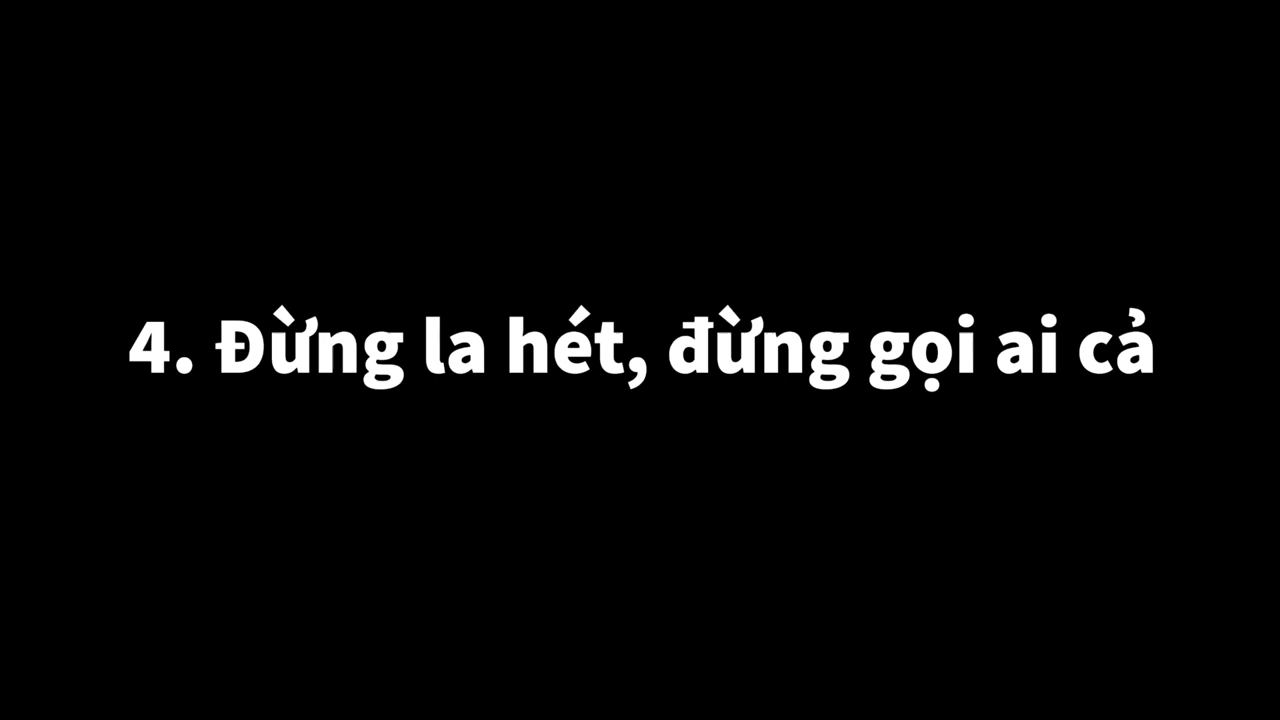 4. Đừng la hét, đừng gọi ai cả